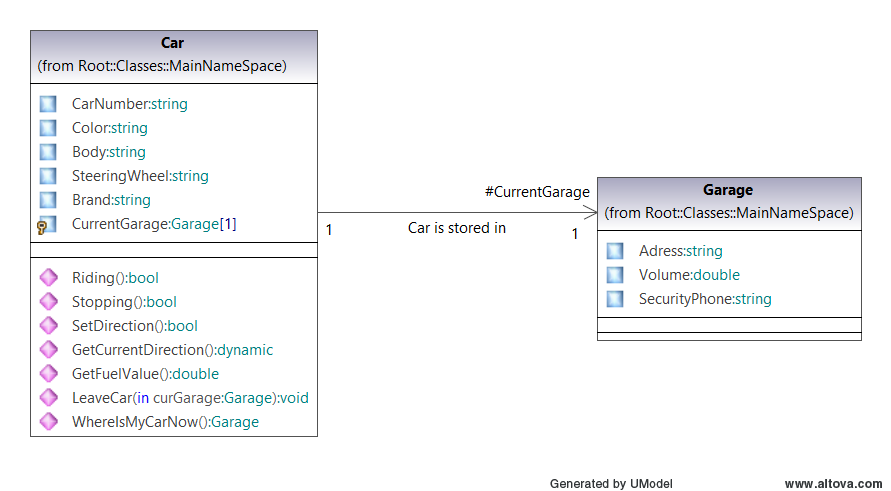 Car
(from Root::Classes::MainNameSpace)
CarNumber:string
Color:string
Body:string
SteeringWheel:string
Brand:string
CurrentGarage:Garage[1]
Riding():bool
Stopping():bool
SetDirection():bool
GetCurrentDirection():dynamic
GetFuelValue():double
LeaveCar(in curGarage:Garage):void
WhereIsMyCarNow():Garage
#CurrentGarage
1
Car is stored in
1
Garage
(from Root::Classes::MainNameSpace)
Adress:string
Volume:double
SecurityPhone:string
Generated by UModel
www.altova.com